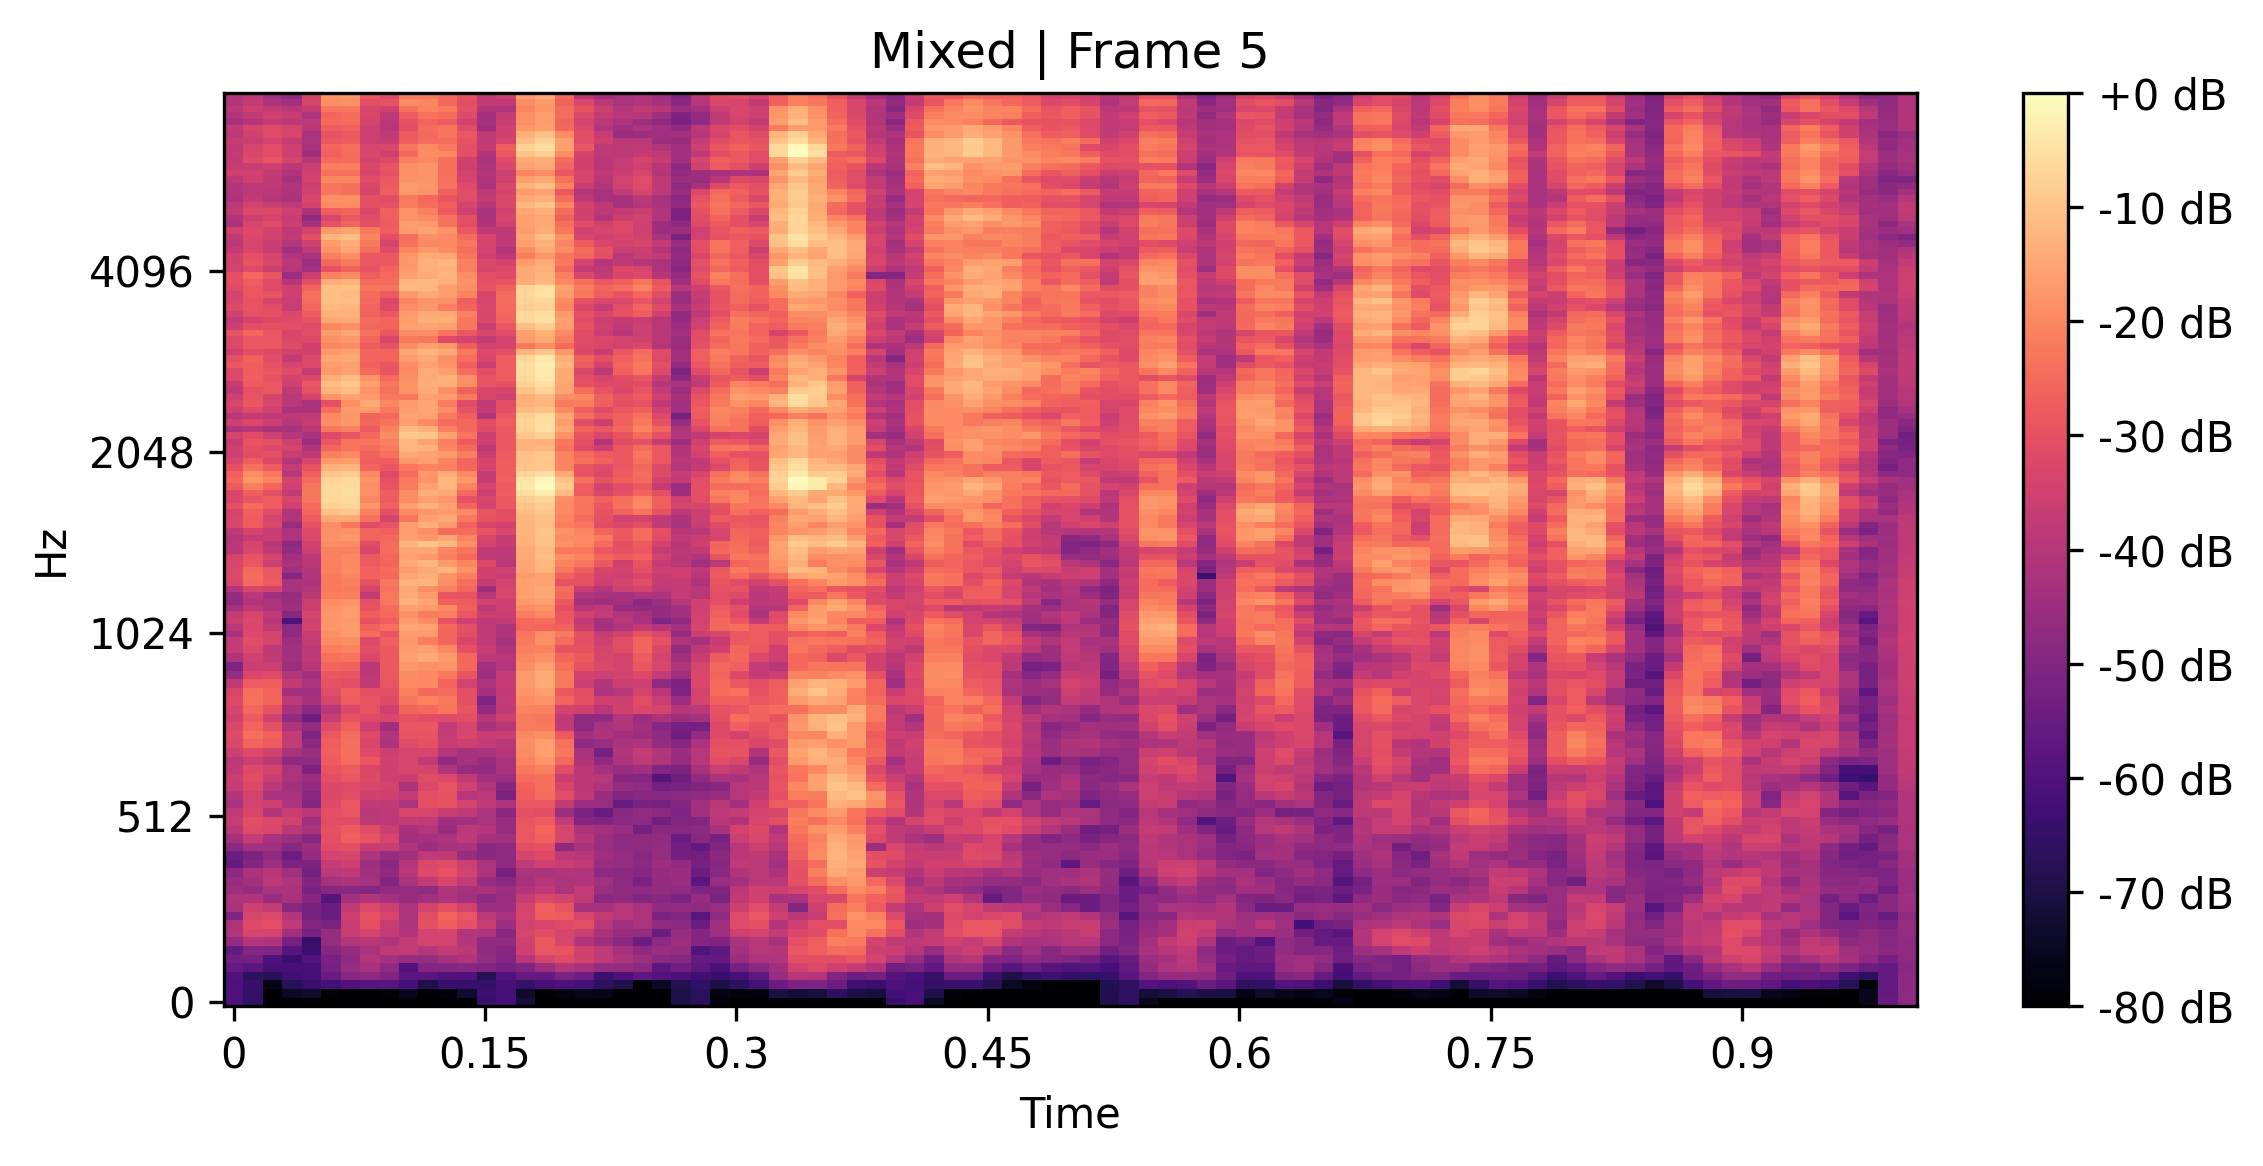 Mixed | Frame 5
Hz
4096
2048
1024
512
0
0 0.15 0.3 0.45 0.6 0.75 0.9
Time
+0 dB
-10 dB
-20 dB
-30 dB
-40 dB
-50 dB
-60 dB
-70 dB
-80 dB